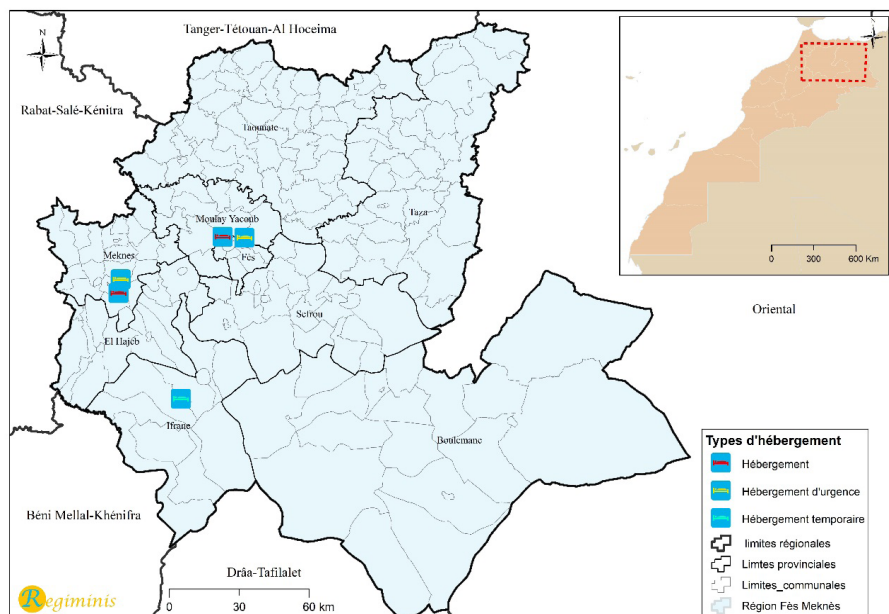 Tanger-Tétouan-Al Hoceima
N
N
Rabat-Salé-Kénitra
Taounate
Taza
Moulay Yacoub
Fès
Meknes
Sefrou
El Hajeb
Ifrane
Boulemane
0 300 600 Km
Oriental
Béni Mellal-Khénifra
Drâa-Tafilalet
0 30 60 km
Regiminis
Types d'hébergement
Hébergement
Hébergement d'urgence
Hébergement temporaire
limites régionales
Limtes provinciales
Limites_communales
Région Fès Meknès